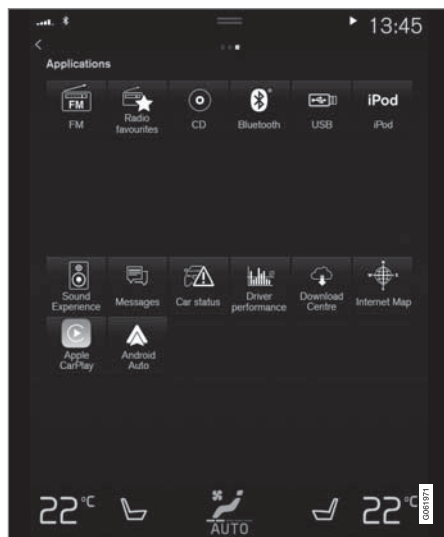 13:45
Applications
FM
iPod
FM
Radio
favourites
CD
Bluetooth
USB
iPod
Sound
Experience
Messages
Car status
Driver
performance
Download
Centre
Internet Map
Apple
CarPlay
Android
Auto
22°C
AUTO
22°C
G061971